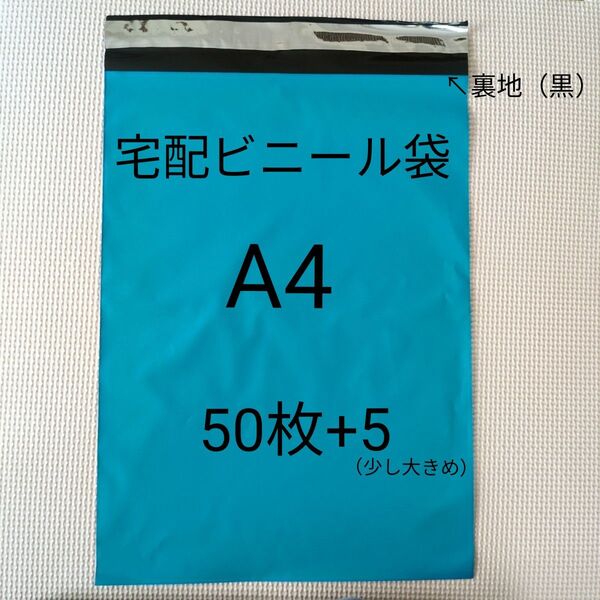 ↖裏地（黒）
宅配ビニール袋
A4
50枚+5
（少し大きめ）